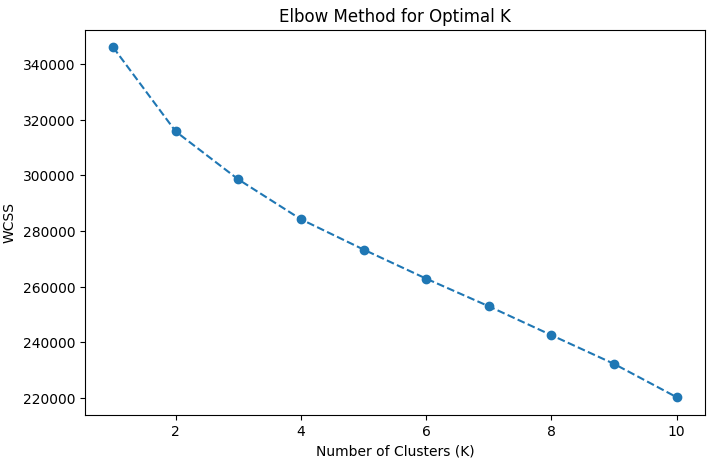 Elbow Method for Optimal K
340000
320000
300000
280000
260000
240000
220000
WCSS
2 4 6 8 10
Number of Clusters (K)